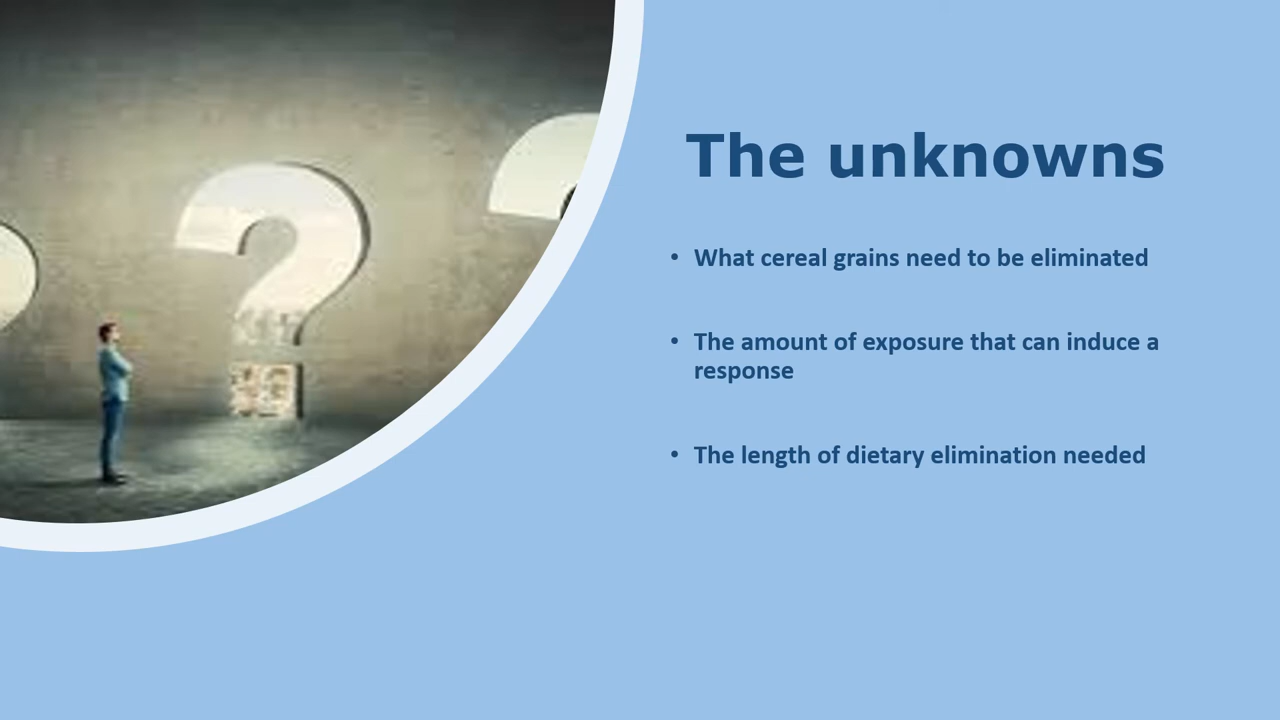 The unknowns
• What cereal grains need to be eliminated
• The amount of exposure that can induce a
response
• The length of dietary elimination needed